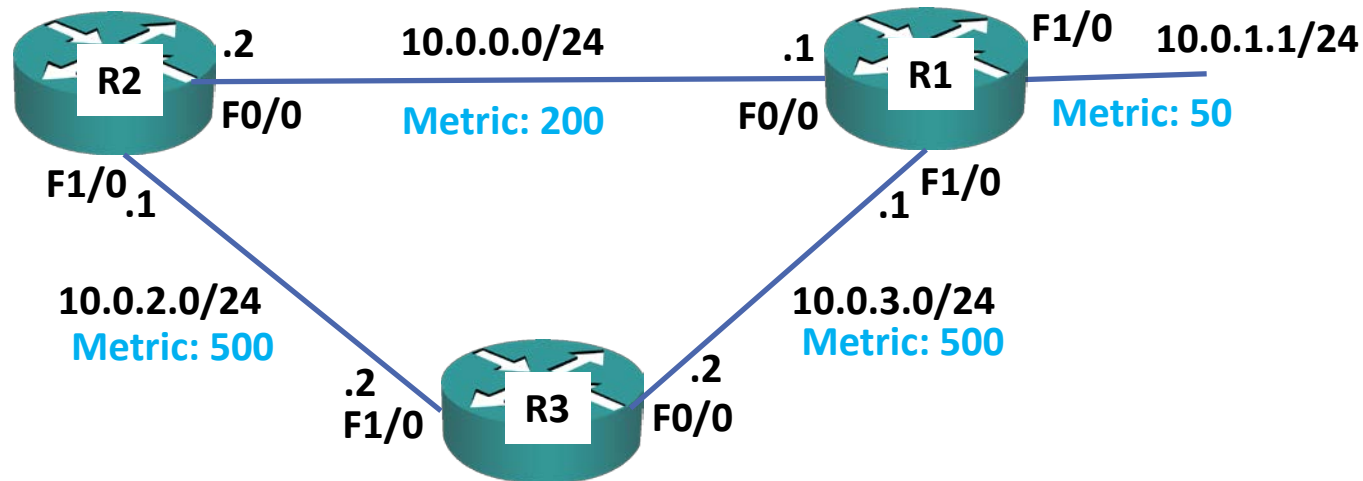 F1/0
.2
10.0.0.0/24
.1
10.0.1.1/24
R2
R1
F0/0
Metric: 200
F0/0
Metric: 50
F1/0
.1
F1/0
.1
10.0.2.0/24
10.0.3.0/24
Metric: 500
Metric: 500
.2
.2
F1/0
R3
F0/0